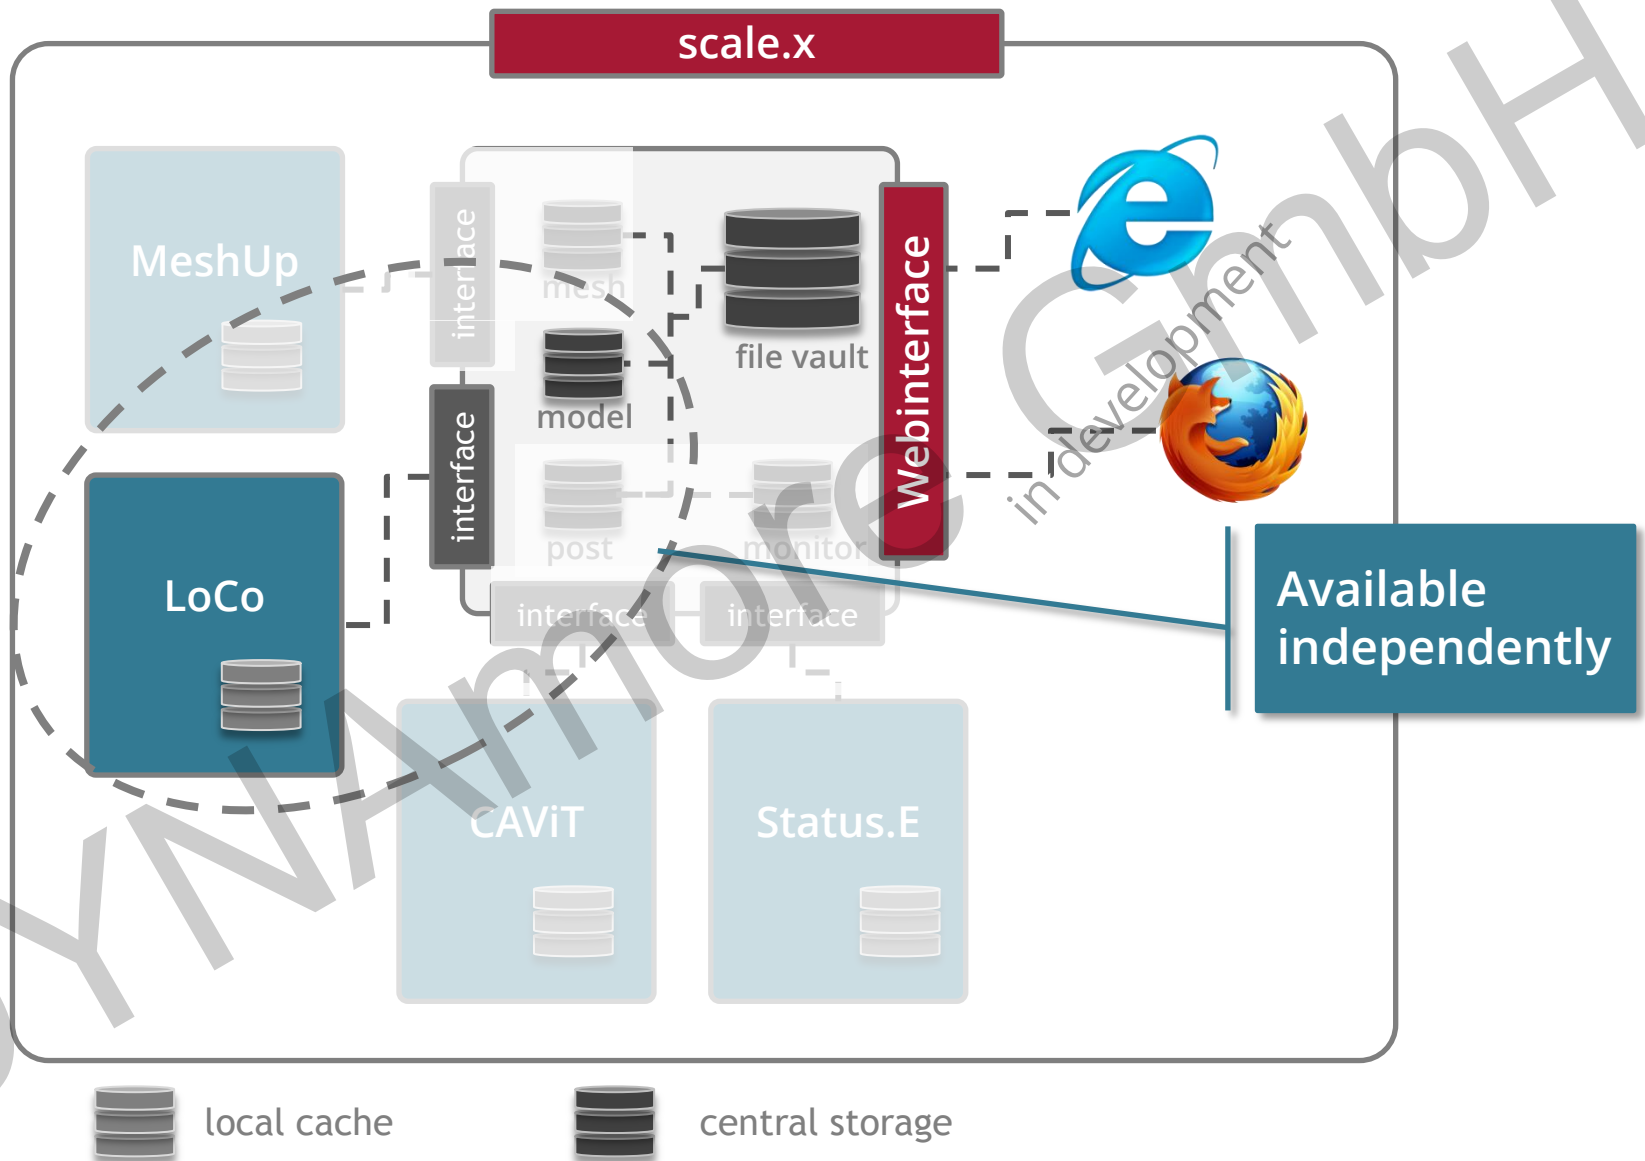 scale.x
MeshUp
interface
mesh
file vault
Webinterface
in development
model
interface
LoCo
post
monitor
interface
interface
Available
independently
CAViT
Status.E
local cache
central storage
DYNAmore GmbH